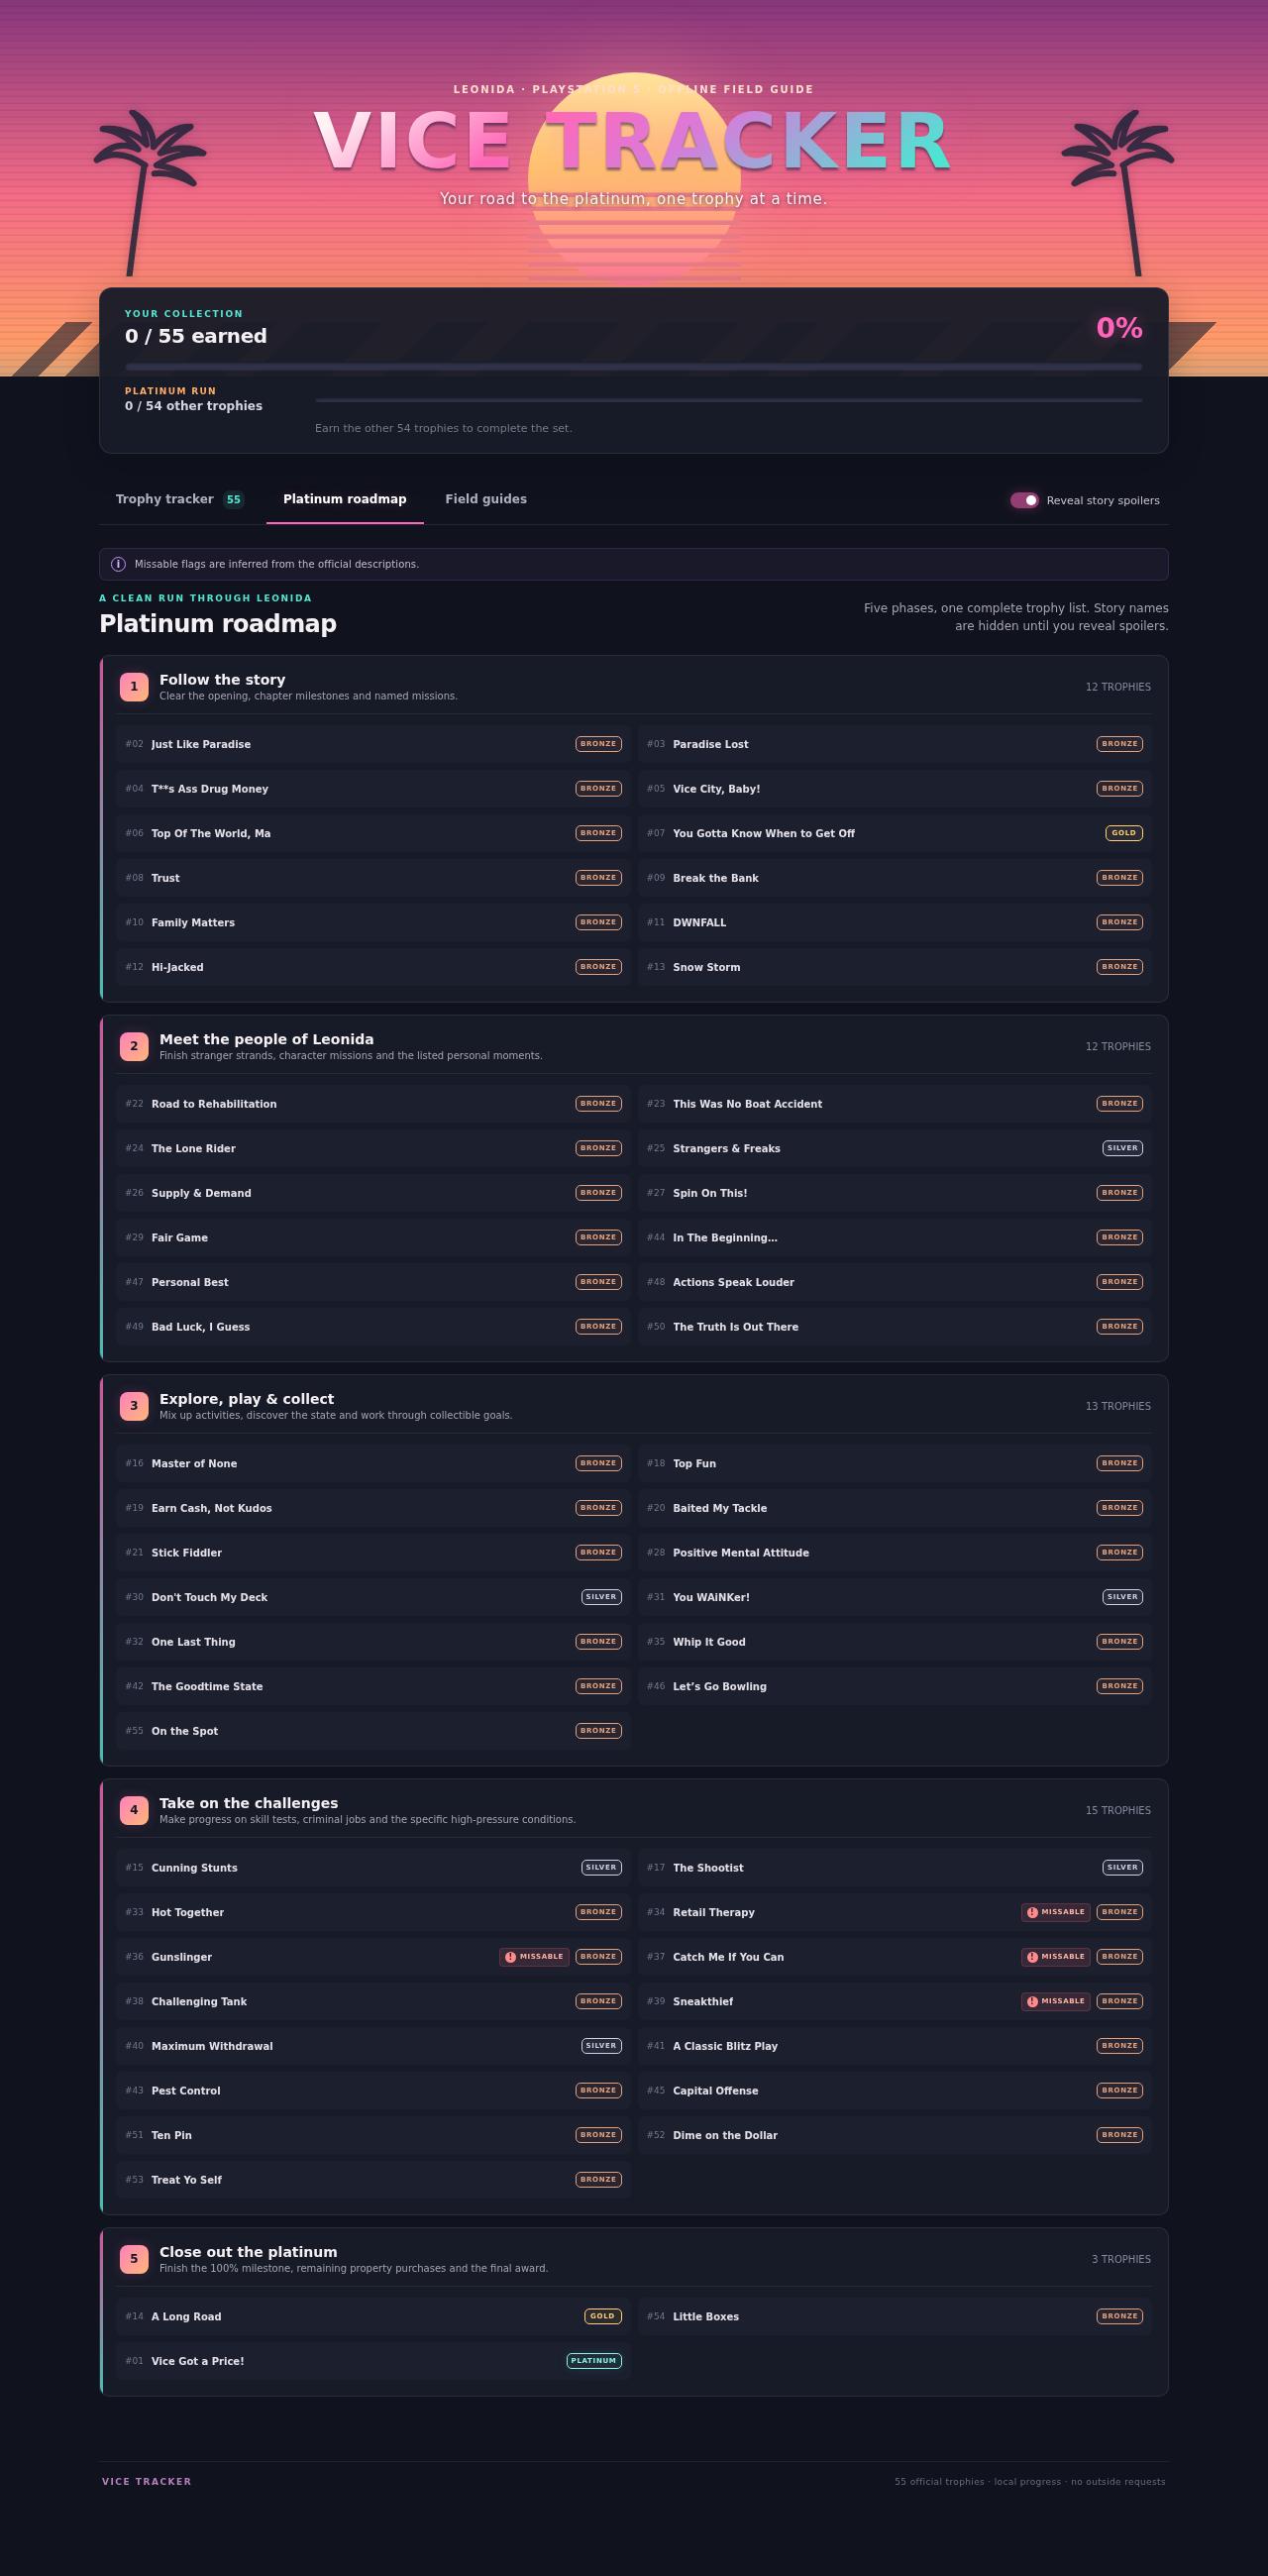 LEONIDA · PLAYSTATION 5 · OFFLINE FIELD GUIDE
VICE TRACKER
Your road to the platinum, one trophy at a time.
YOUR COLLECTION
0 / 55 earned
0%
PLATINUM RUN
0 / 54 other trophies
Earn the other 54 trophies to complete the set.
Trophy tracker 55 Platinum roadmap Field guides Reveal story spoilers
i Missable flags are inferred from the official descriptions.
A CLEAN RUN THROUGH LEONIDA
Platinum roadmap
Five phases, one complete trophy list. Story names
are hidden until you reveal spoilers.
1 Follow the story 12 TROPHIES
Clear the opening, chapter milestones and named missions.
#02 Just Like Paradise BRONZE #03 Paradise Lost BRONZE
#04 T**s Ass Drug Money BRONZE #05 Vice City, Baby! BRONZE
#06 Top Of The World, Ma BRONZE #07 You Gotta Know When to Get Off GOLD
#08 Trust BRONZE #09 Break the Bank BRONZE
#10 Family Matters BRONZE #11 DWNFALL BRONZE
#12 Hi-Jacked BRONZE #13 Snow Storm BRONZE
2 Meet the people of Leonida 12 TROPHIES
Finish stranger strands, character missions and the listed personal moments.
#22 Road to Rehabilitation BRONZE #23 This Was No Boat Accident BRONZE
#24 The Lone Rider BRONZE #25 Strangers & Freaks SILVER
#26 Supply & Demand BRONZE #27 Spin On This! BRONZE
#29 Fair Game BRONZE #44 In The Beginning… BRONZE
#47 Personal Best BRONZE #48 Actions Speak Louder BRONZE
#49 Bad Luck, I Guess BRONZE #50 The Truth Is Out There BRONZE
3 Explore, play & collect 13 TROPHIES
Mix up activities, discover the state and work through collectible goals.
#16 Master of None BRONZE #18 Top Fun BRONZE
#19 Earn Cash, Not Kudos BRONZE #20 Baited My Tackle BRONZE
#21 Stick Fiddler BRONZE #28 Positive Mental Attitude BRONZE
#30 Don't Touch My Deck SILVER #31 You WAiNKer! SILVER
#32 One Last Thing BRONZE #35 Whip It Good BRONZE
#42 The Goodtime State BRONZE #46 Let’s Go Bowling BRONZE
#55 On the Spot BRONZE
4 Take on the challenges 15 TROPHIES
Make progress on skill tests, criminal jobs and the specific high-pressure conditions.
#15 Cunning Stunts SILVER #17 The Shootist SILVER
#33 Hot Together BRONZE #34 Retail Therapy ! MISSABLE BRONZE
#36 Gunslinger ! MISSABLE BRONZE #37 Catch Me If You Can ! MISSABLE BRONZE
#38 Challenging Tank BRONZE #39 Sneakthief ! MISSABLE BRONZE
#40 Maximum Withdrawal SILVER #41 A Classic Blitz Play BRONZE
#43 Pest Control BRONZE #45 Capital Offense BRONZE
#51 Ten Pin BRONZE #52 Dime on the Dollar BRONZE
#53 Treat Yo Self BRONZE
5 Close out the platinum 3 TROPHIES
Finish the 100% milestone, remaining property purchases and the final award.
#14 A Long Road GOLD #54 Little Boxes BRONZE
#01 Vice Got a Price! PLATINUM
VICE TRACKER 55 official trophies · local progress · no outside requests